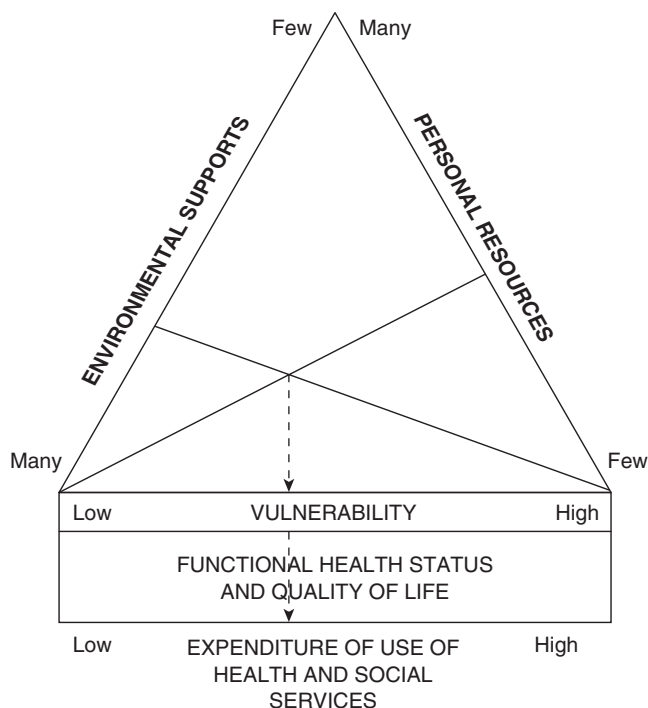 Few Many
ENVIRONMENTAL SUPPORTS
PERSONAL RESOURCES
Many Few
Low VULNERABILITY High
FUNCTIONAL HEALTH STATUS
AND QUALITY OF LIFE
Low EXPENDITURE OF USE OF High
HEALTH AND SOCIAL
SERVICES